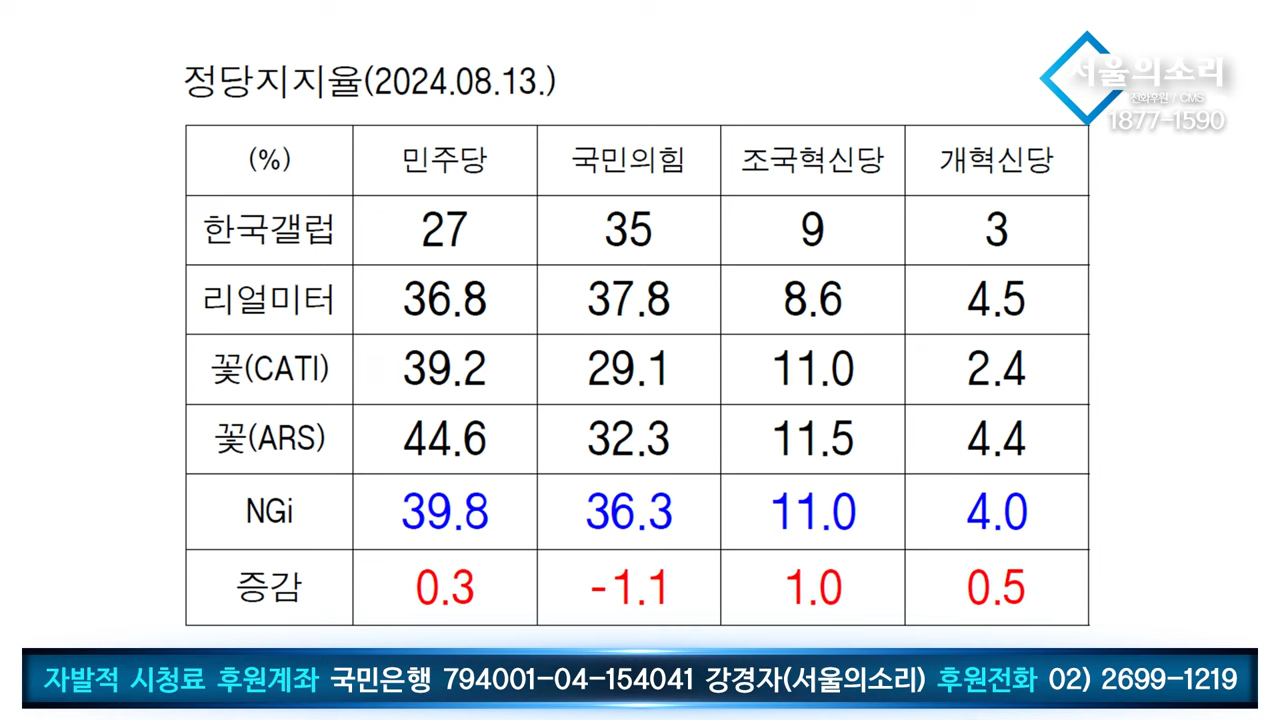 정당지지율(2024.08.13.)
서울의소리
전화후원 / CMS
1877-1590
(%) 민주당 국민의힘 조국혁신당 개혁신당
한국갤럽 27 35 9 3
리얼미터 36.8 37.8 8.6 4.5
꽃(CATI) 39.2 29.1 11.0 2.4
꽃(ARS) 44.6 32.3 11.5 4.4
NGi 39.8 36.3 11.0 4.0
증감 0.3 -1.1 1.0 0.5
자발적 시청료 후원계좌 국민은행 794001-04-154041 강경자(서울의소리) 후원전화 02) 2699-1219